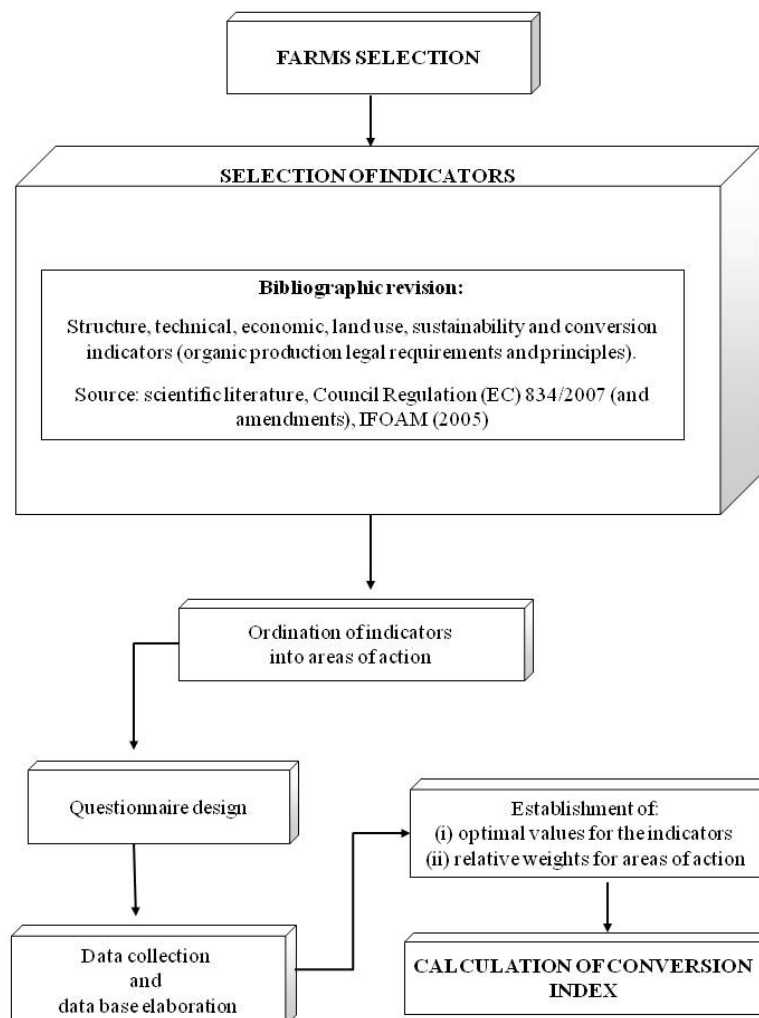 FARMS SELECTION
SELECTION OF INDICATORS
Bibliographic revision:
Structure, technical, economic, land use, sustainability and conversion
indicators (organic production legal requirements and principles).
Source: scientific literature, Council Regulation (EC) 834/2007 (and
amendments), IFOAM (2005)
Ordination of indicators
into areas of action
Questionnaire design
Establishment of:
(i) optimal values for the indicators
(ii) relative weights for areas of action
Data collection
and
data base elaboration
CALCULATION OF CONVERSION
INDEX